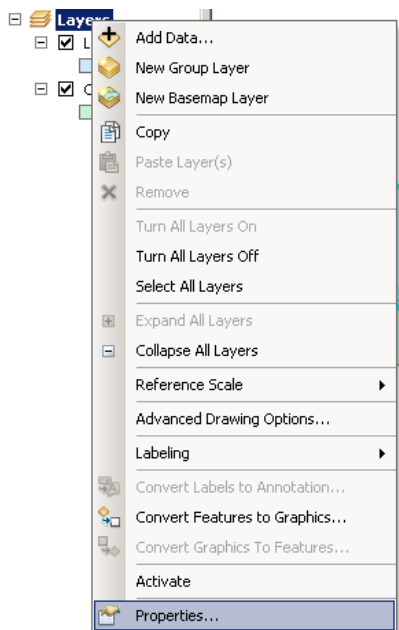 Layers
L
Add Data...
New Group Layer
New Basemap Layer
Copy
Paste Layer(s)
Remove
Turn All Layers On
Turn All Layers Off
Select All Layers
Expand All Layers
Collapse All Layers
Reference Scale
Advanced Drawing Options...
Labeling
Convert Labels to Annotation...
Convert Features to Graphics...
Convert Graphics To Features...
Activate
Properties...